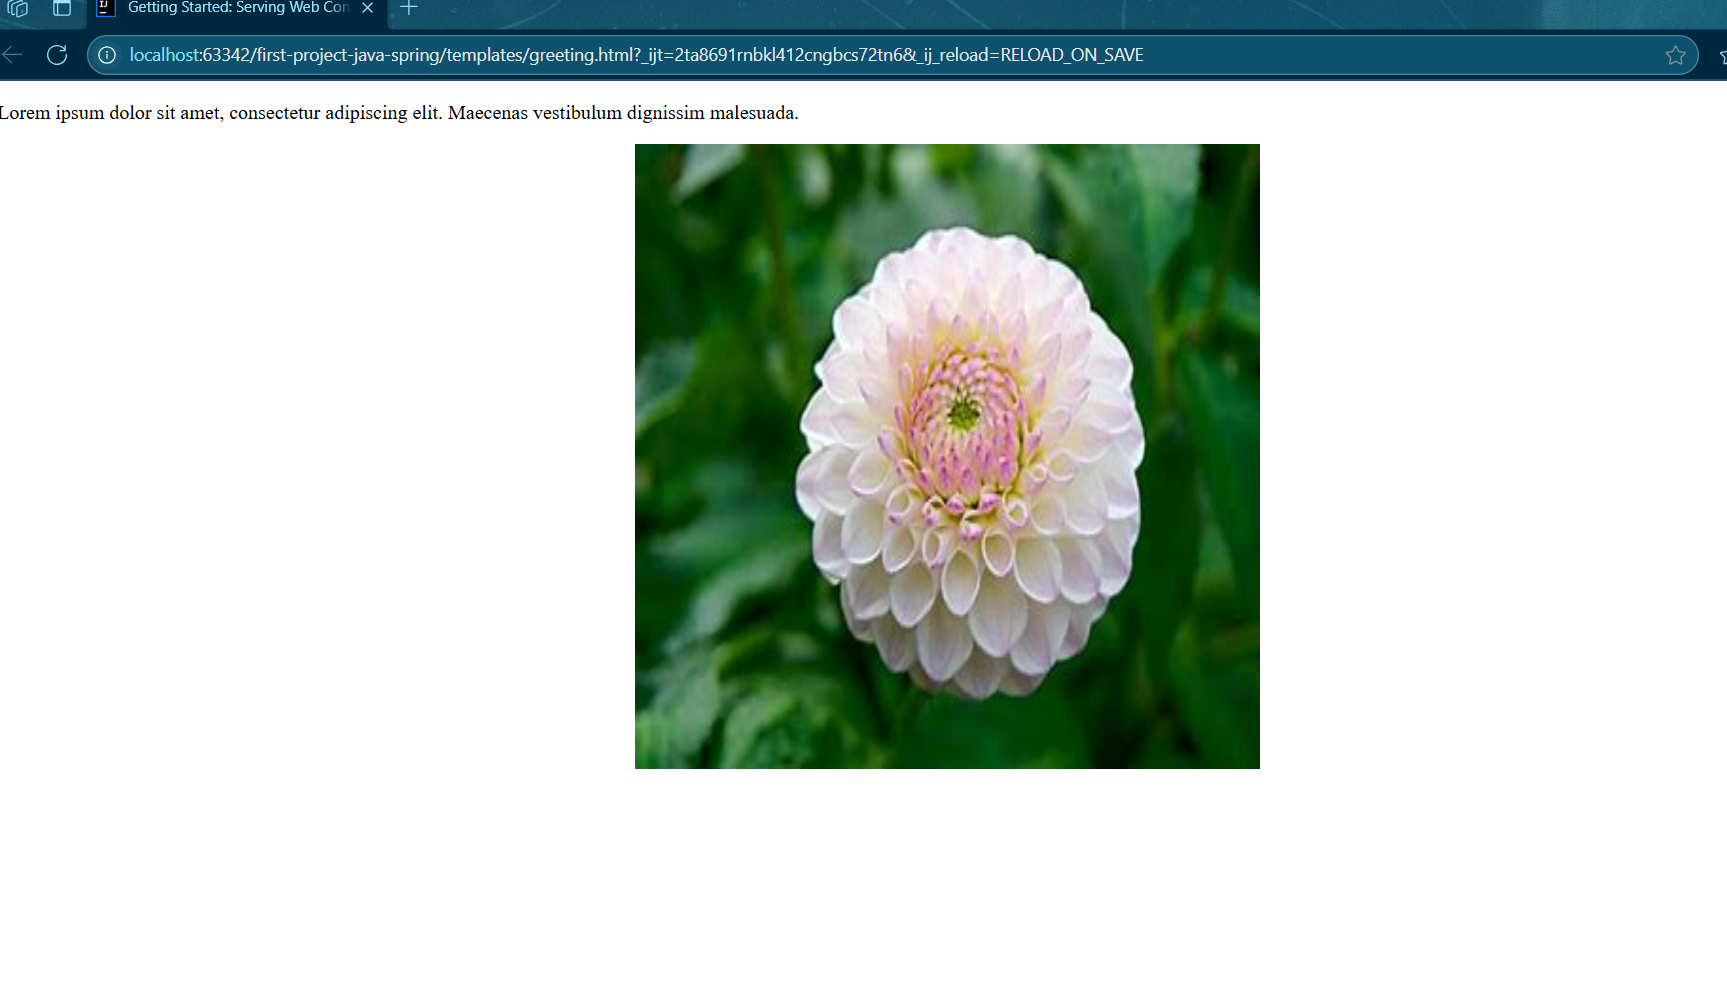 Getting Started: Serving Web Con
localhost:63342/first-project-java-spring/templates/greeting.html?_ijt=2ta8691rnbkl412cngbcs72tn6&_ij_reload=RELOAD_ON_SAVE
Lorem ipsum dolor sit amet, consectetur adipiscing elit. Maecenas vestibulum dignissim malesuada.